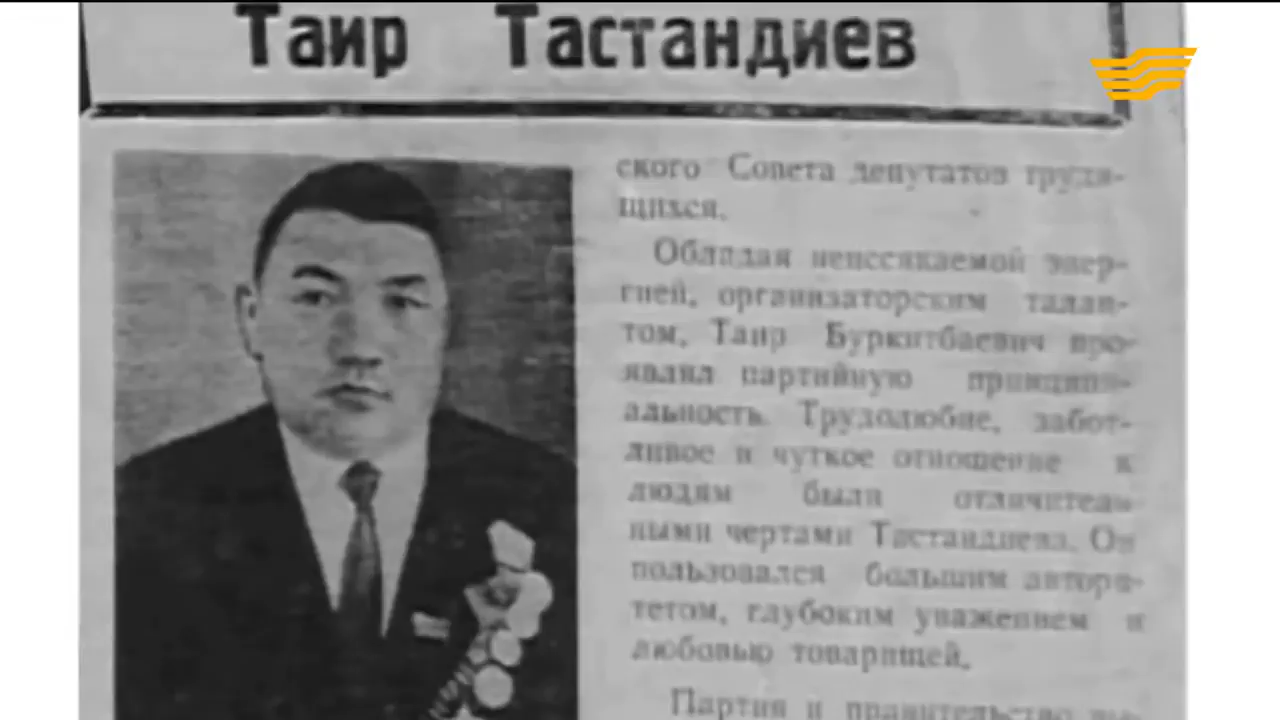 Таир Тастандиев
ского Совета депутатов трудя-
щихся.
Обладая неиссякаемой энер-
гией, организаторским талан-
том, Таир Буркитбаевич про-
явлил партийную принципи-
альность. Трудолюбие, забот-
ливое и чуткое отношение к
людям были отличитель
ными чертами Тастандиева. Он
пользовался большим автори-
тетом, глубоким уважением и
любовью товарищей.
Партия и правительство